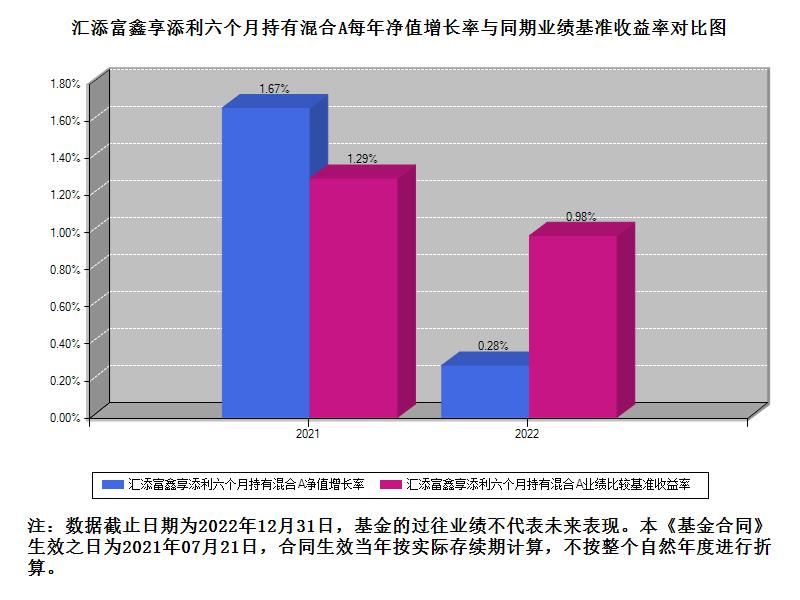 汇添富鑫享添利六个月持有混合A每年净值增长率与同期业绩基准收益率对比图
1.80%
1.60%
1.40%
1.20%
1.00%
0.80%
0.60%
0.40%
0.20%
0.00%
1.67%
1.29%
0.28%
0.98%
2021
2022
汇添富鑫享添利六个月持有混合A净值增长率
汇添富鑫享添利六个月持有混合A业绩比较基准收益率
注：数据截止日期为2022年12月31日，基金的过往业绩不代表未来表现。本《基金合同》
生效之日为2021年07月21日，合同生效当年按实际存续期计算，不按整个自然年度进行折
算。